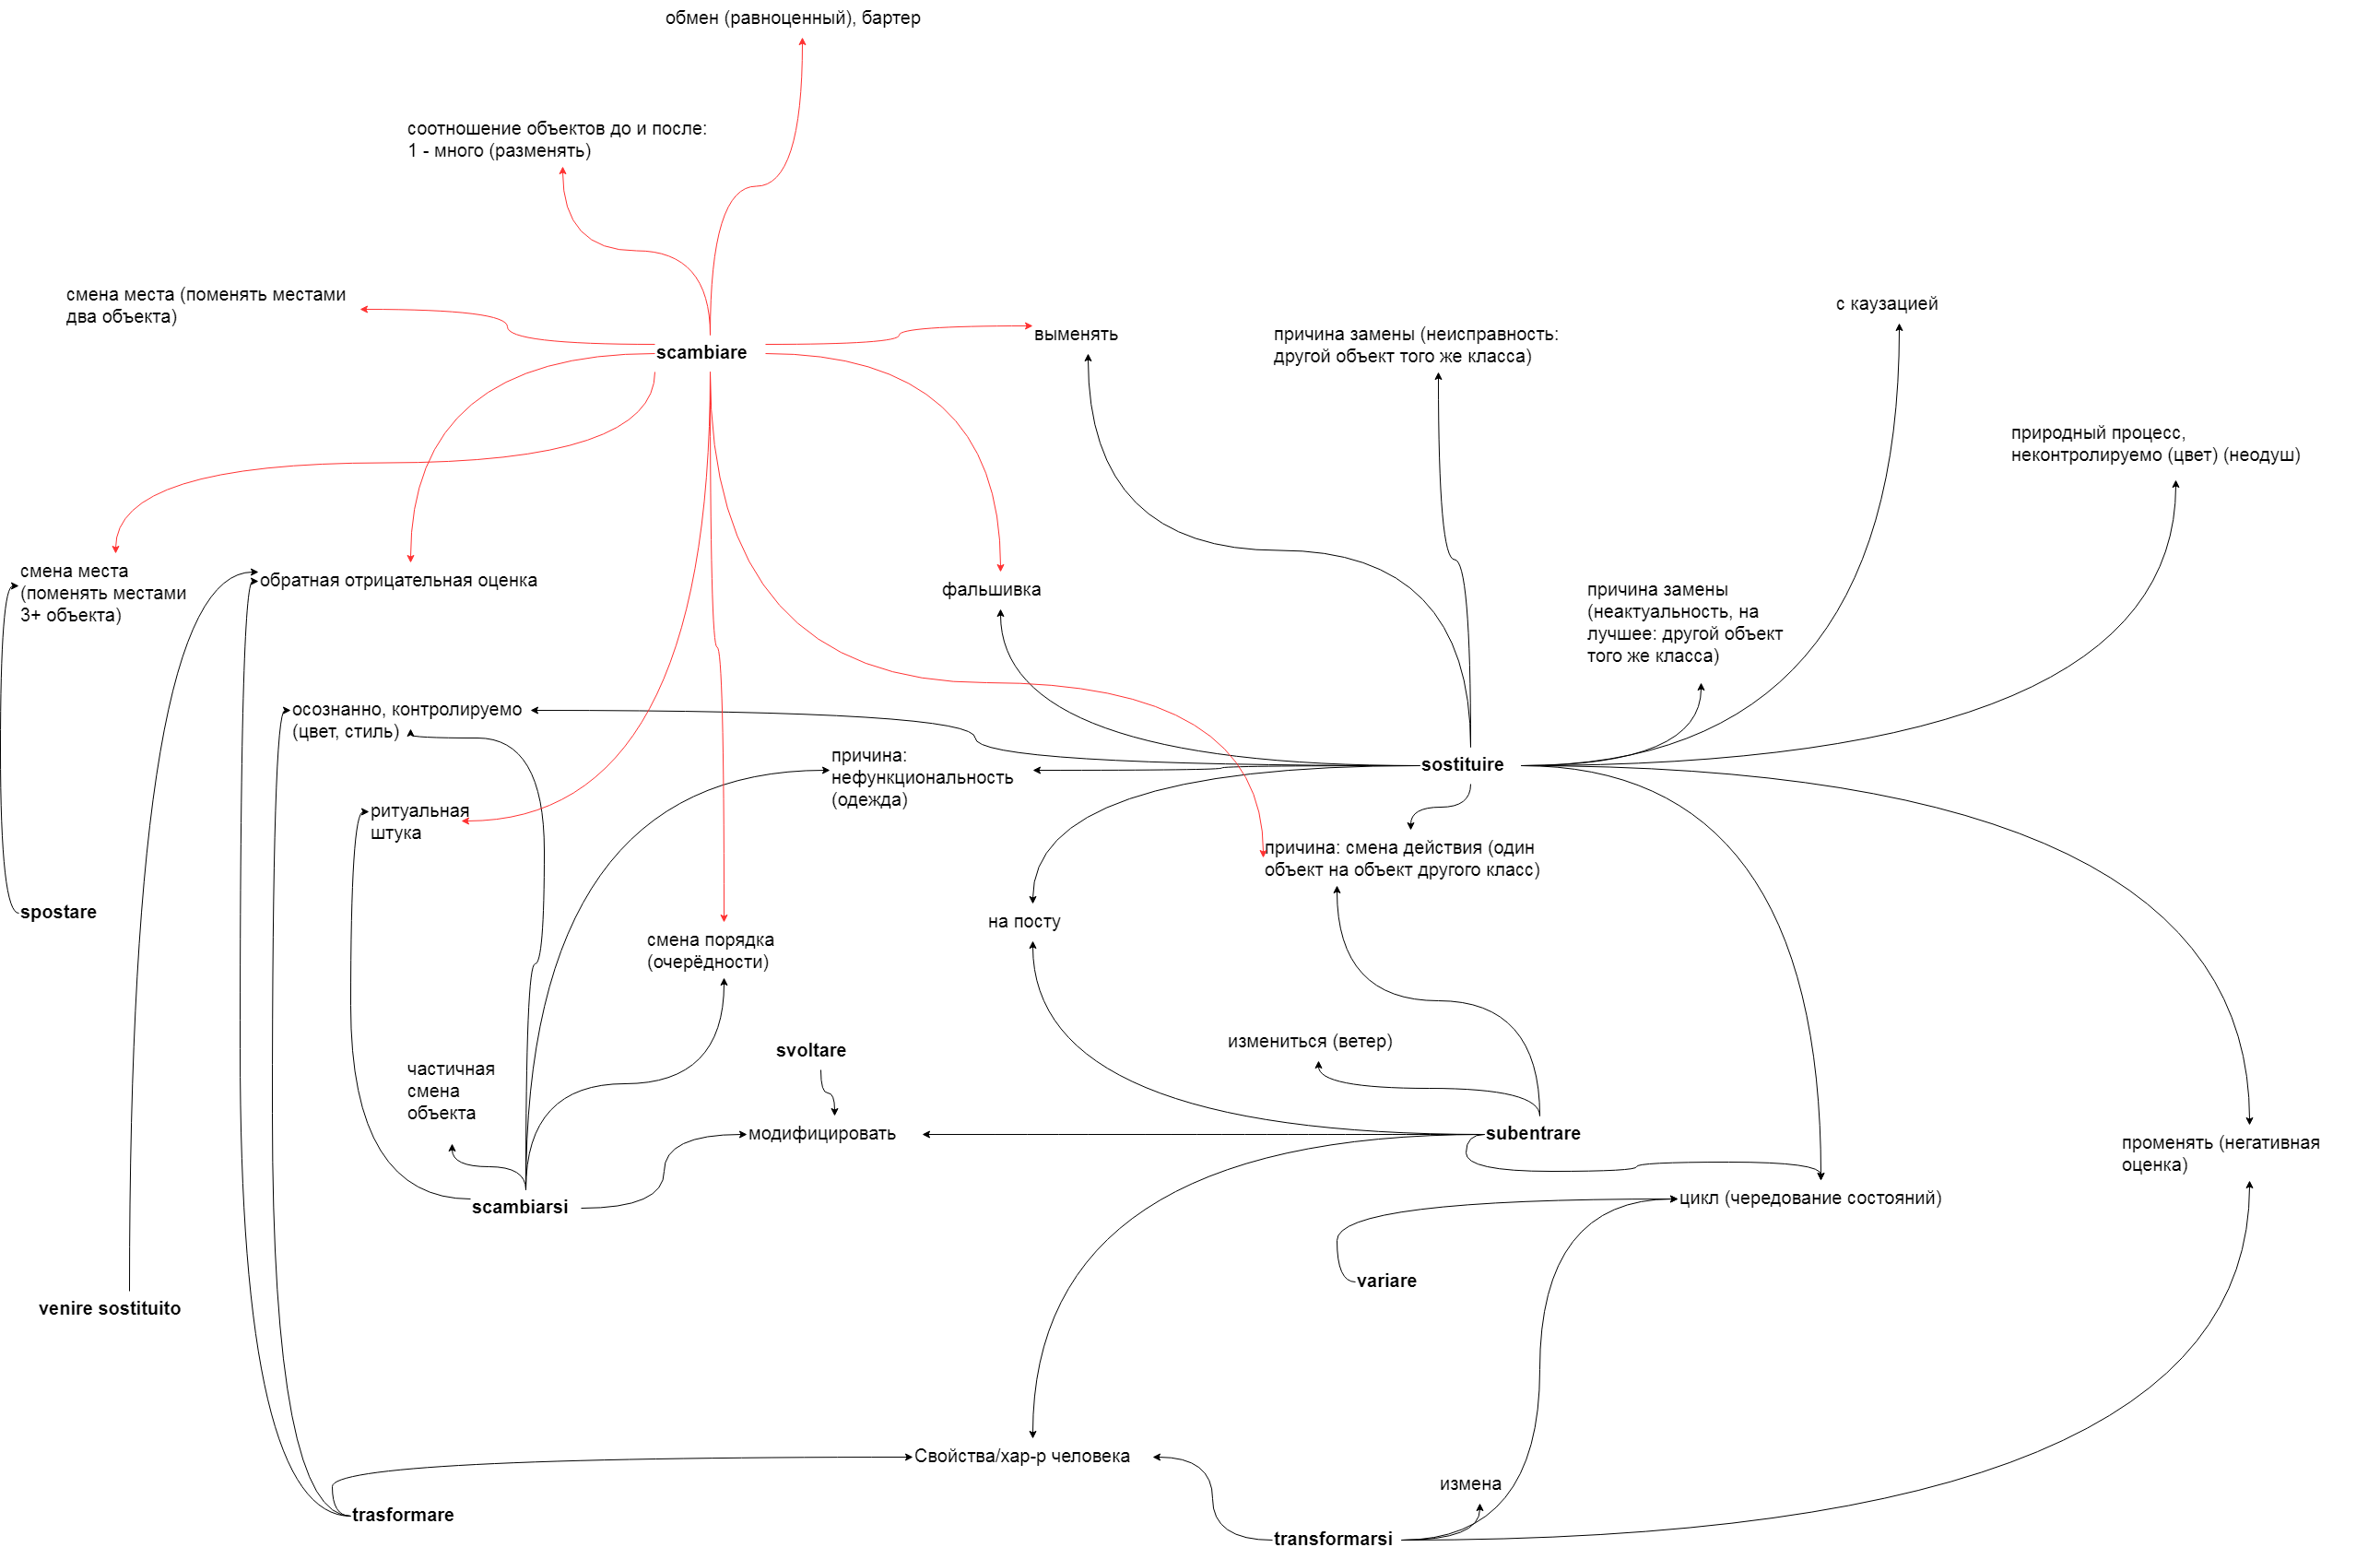 обмен (равноценный), бартер
соотношение объектов до и после:
1 - много (разменять)
смена места (поменять местами
два объекта)
scambiare
выменять
причина замены (неисправность:
другой объект того же класса)
с каузацией
природный процесс,
неконтролируемо (цвет) (неодуш)
смена места
(поменять местами
3+ объекта)
обратная отрицательная оценка
фальшивка
причина замены
(неактуальность, на
лучшее: другой объект
того же класса)
осознанно, контролируемо
(цвет, стиль)
причина:
нефункциональность
(одежда)
sostituire
ритуальная
штука
причина: смена действия (один
объект на объект другого класс)
spostare
смена порядка
(очерёдности)
на посту
svoltare
измениться (ветер)
частичная
смена
объекта
модифицировать
subentrare
променять (негативная
оценка)
scambiarsi
цикл (чередование состояний)
variare
venire sostituito
Свойства/хар-р человека
измена
trasformare
transformarsi